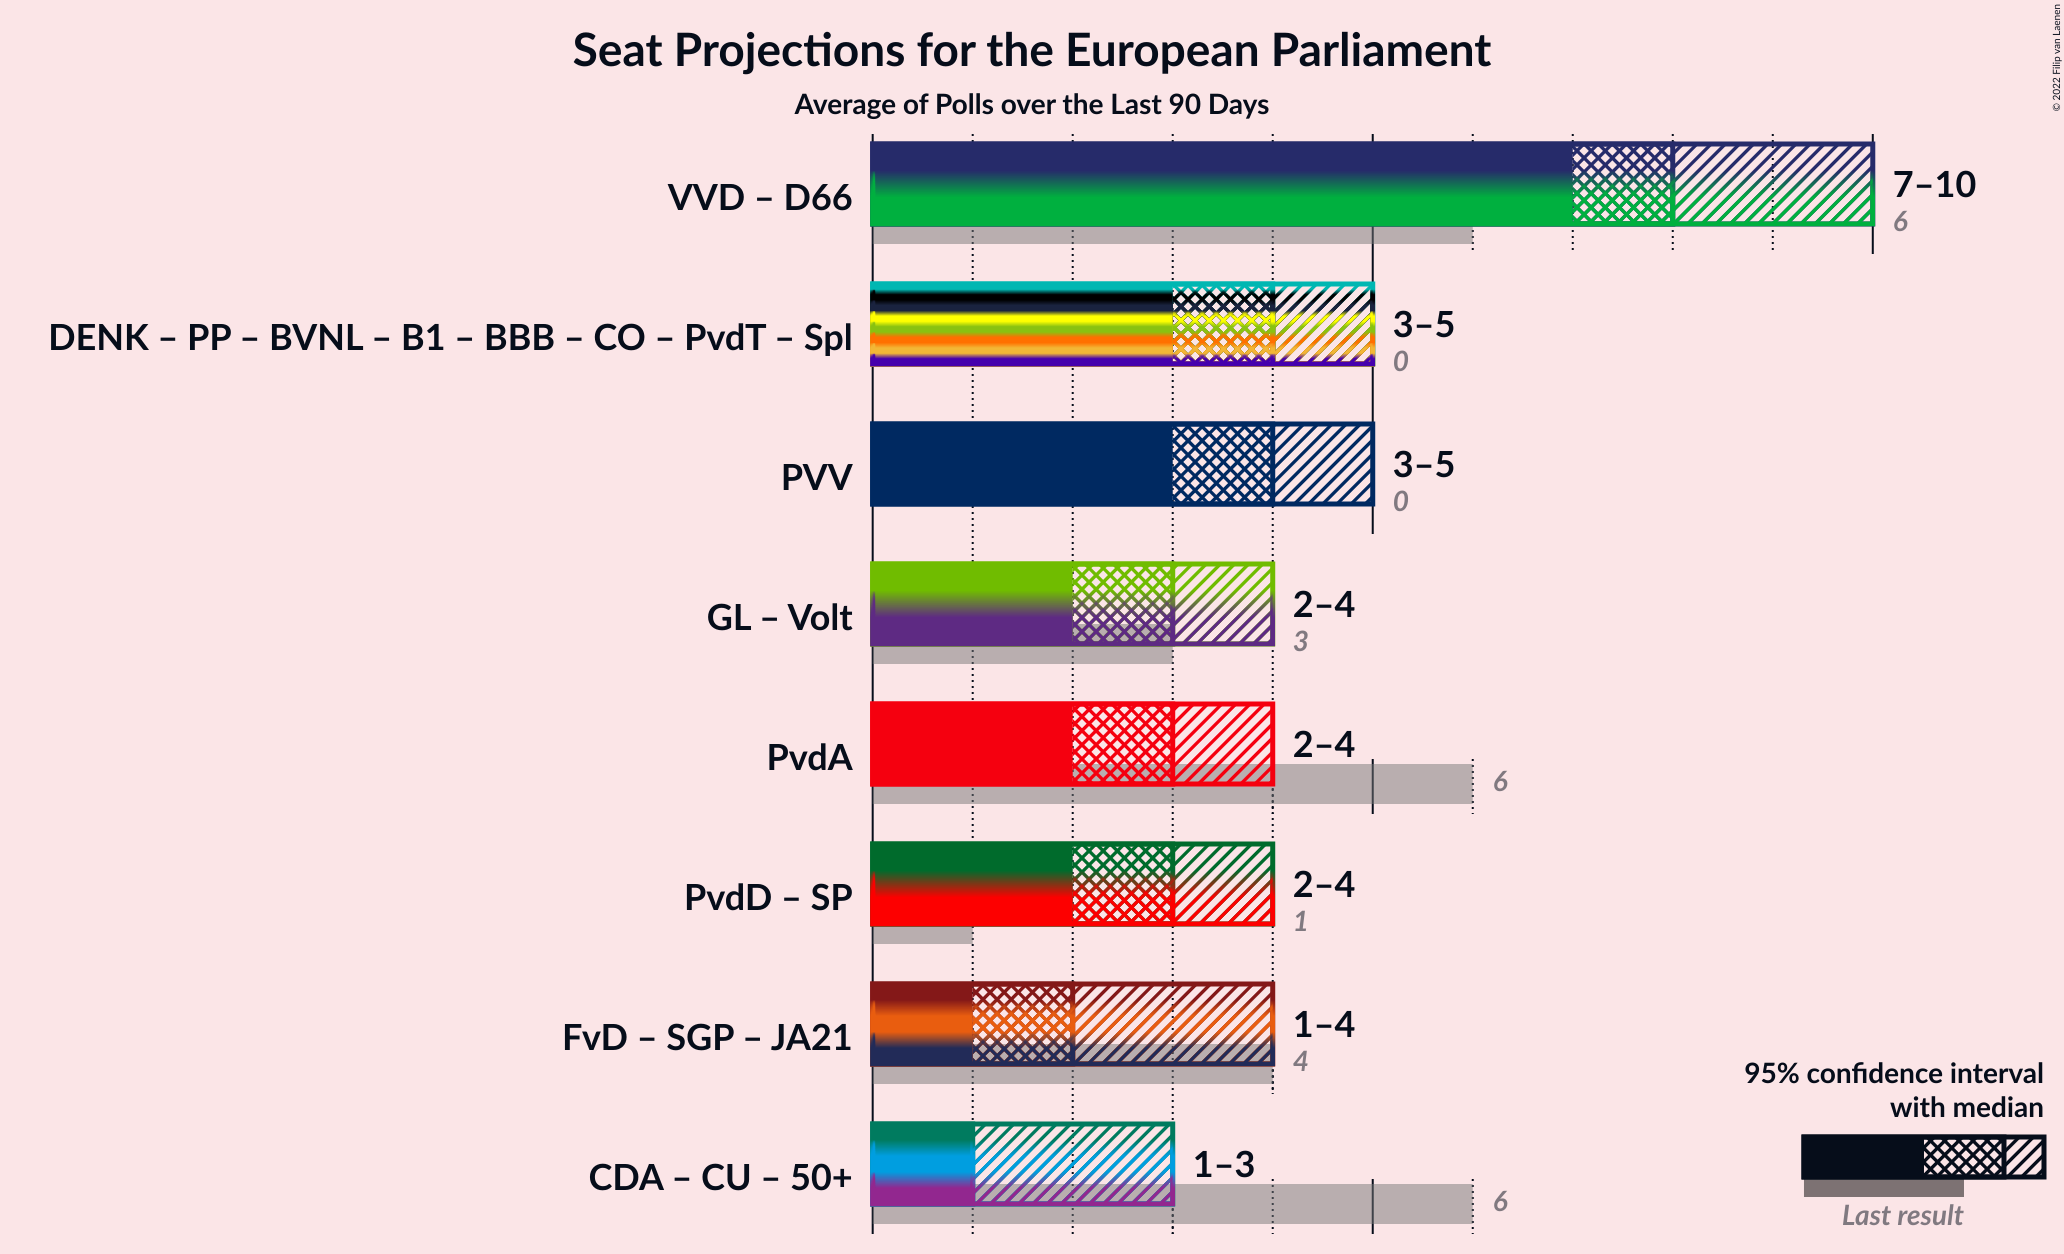 Seat Projections for the European Parliament
Average of Polls over the Last 90 Days
© 2022 Filip van Laenen
VVD – D66
7–10
6
DENK – PP – BVNL – B1 – BBB – CO – PvdT – Spl
3–5
0
PVV
3–5
0
GL – Volt
2–4
3
PvdA
2–4
6
PvdD – SP
2–4
1
FvD – SGP – JA21
1–4
4
CDA – CU – 50+
1–3
6
95% confidence interval
with median
Last result